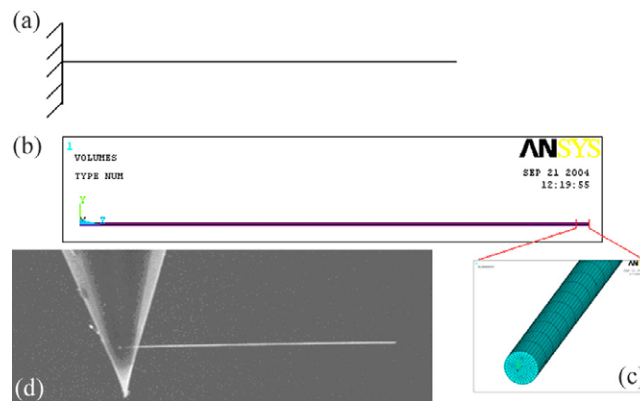 (a)
(b)
1
VOLUMES
TYPE NUM
ANSYS
SEP 21 2004
12:19:55
Y
(d)
(c)